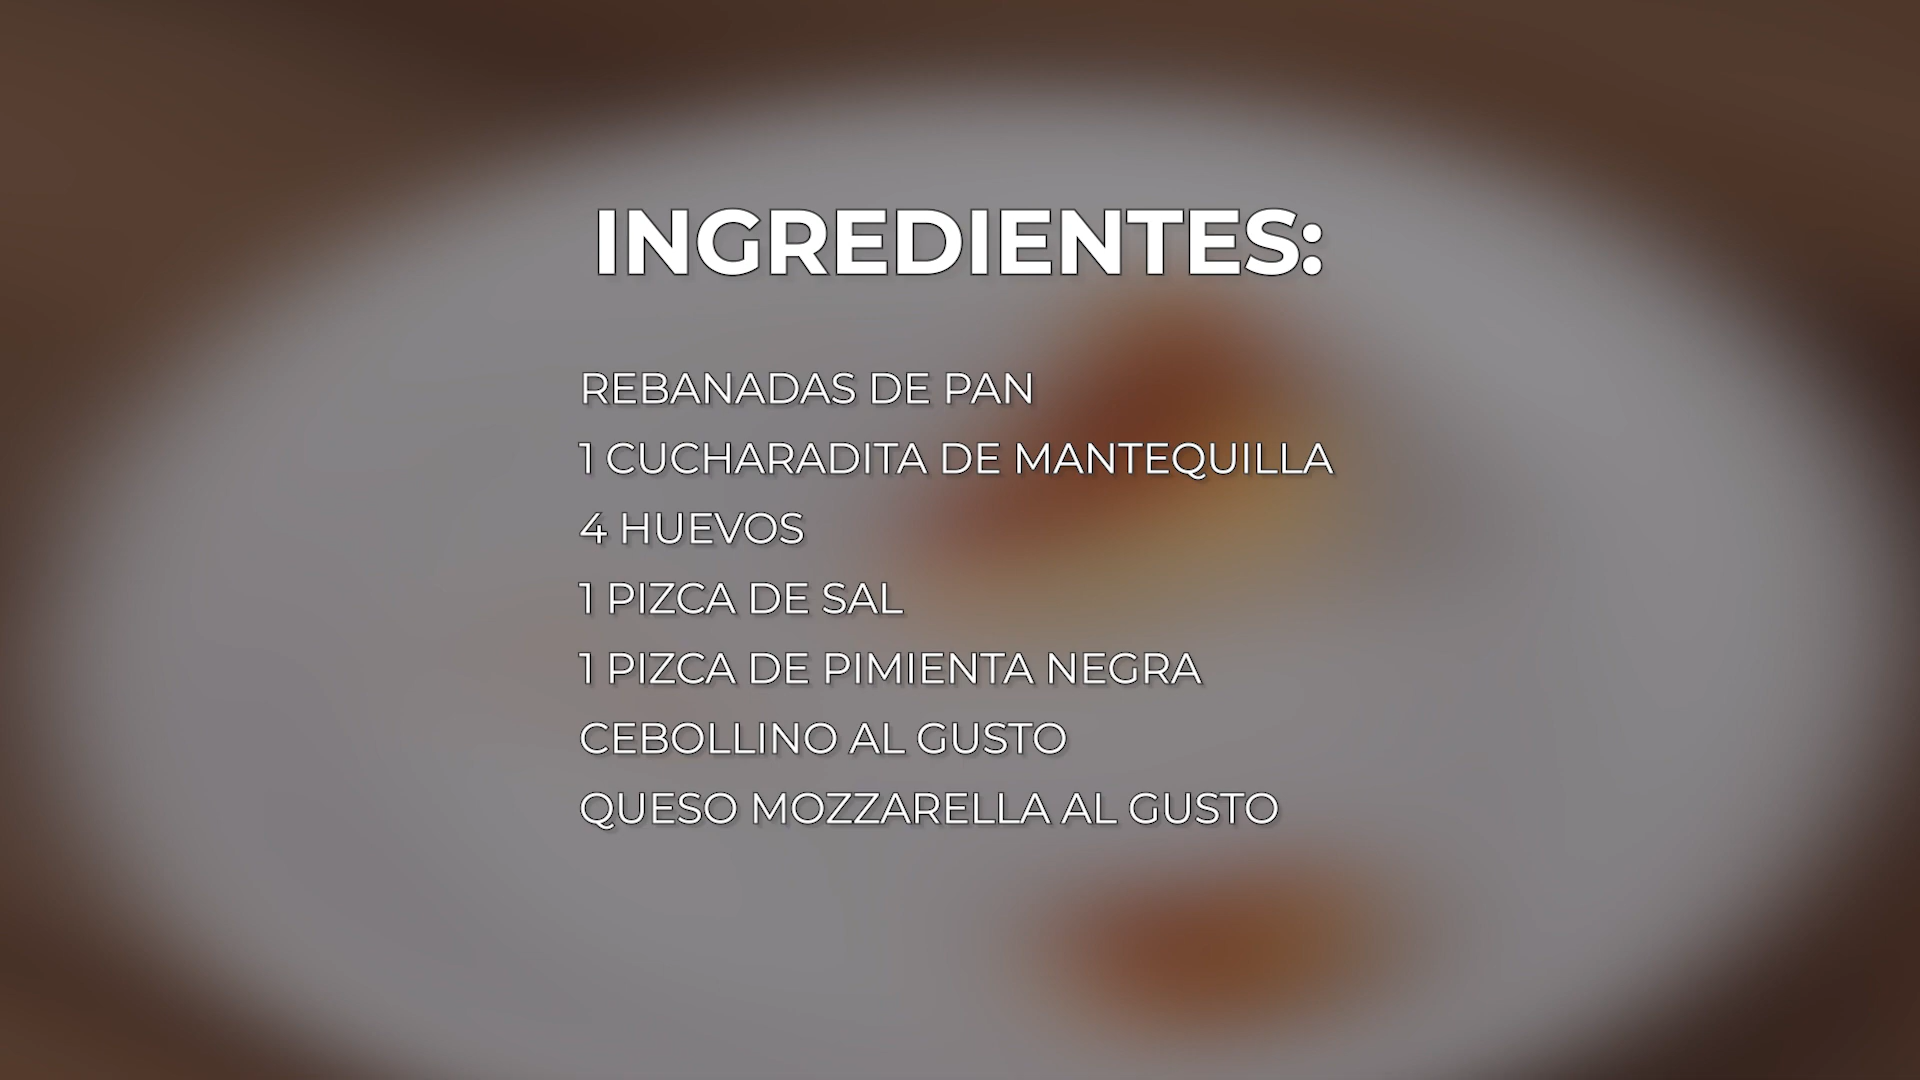 INGREDIENTES:
REBANADAS DE PAN
1 CUCHARADITA DE MANTEQUILLA
4 HUEVOS
1 PIZCA DE SAL
1 PIZCA DE PIMIENTA NEGRA
CEBOLLINO AL GUSTO
QUESO MOZZARELLA AL GUSTO